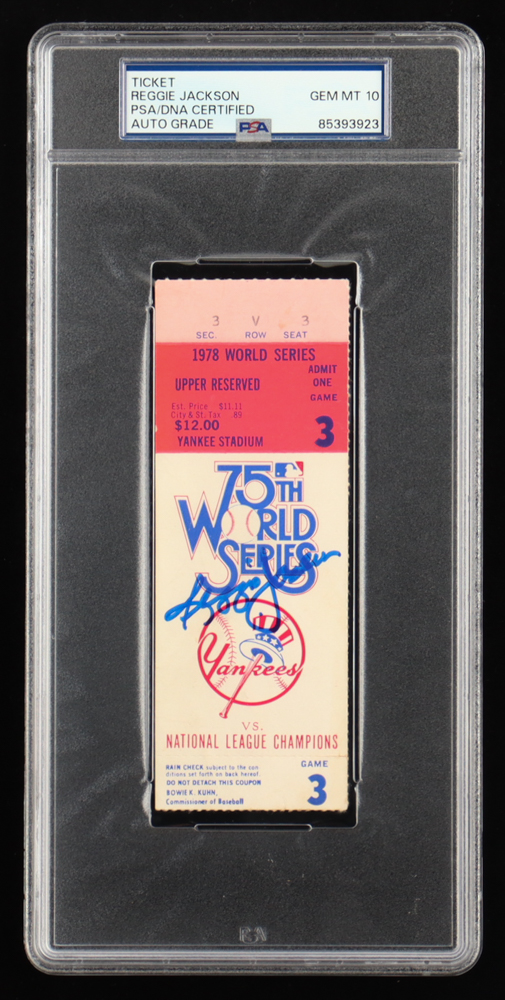 TICKET
REGGIE JACKSON GEM MT 10
PSA/DNA CERTIFIED
AUTO GRADE PSA 85393923
3 V 3
SEC. ROW SEAT
1978 WORLD SERIES
UPPER RESERVED
ADMIT
ONE
GAME
3
Est. Price $11.11
City & St. Tax .89
$12.00
YANKEE STADIUM
75TH
WORLD
SERIES
Reggie Jackson
Yankees
VS.
NATIONAL LEAGUE CHAMPIONS
RAIN CHECK subject to the con
ditions set forth on back hereof.
DO NOT DETACH THIS COUPON
BOWIE K. KUHN,
Commissioner of Baseball
GAME
3
PSA